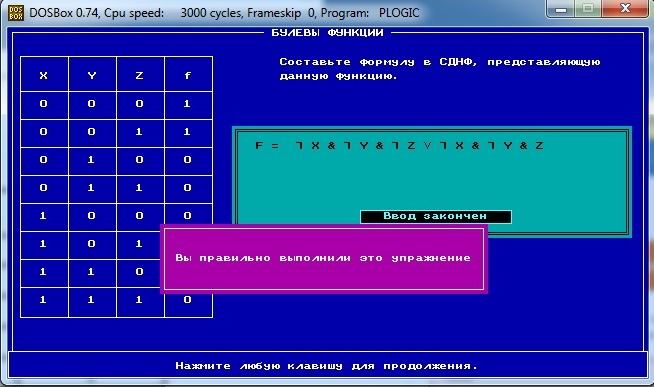 DOSBox 0.74, Cpu speed: 3000 cycles, Frameskip 0, Program: PLOGIC
БУЛЕВЫ ФУНКЦИИ
Составьте формулу в СДНФ, представляющую
данную функцию.
X Y Z f
0 0 0 1
0 0 1 1
0 1 0 0
0 1 1 0
1 0 0 0
1 0 1
1 1 0
1 1 1 0
F = ㄱ X & ㄱ Y & ㄱ Z V ㄱ X & ㄱ Y & Z
Ввод закончен
Вы правильно выполнили это упражнение
Нажмите любую клавишу для продолжения.